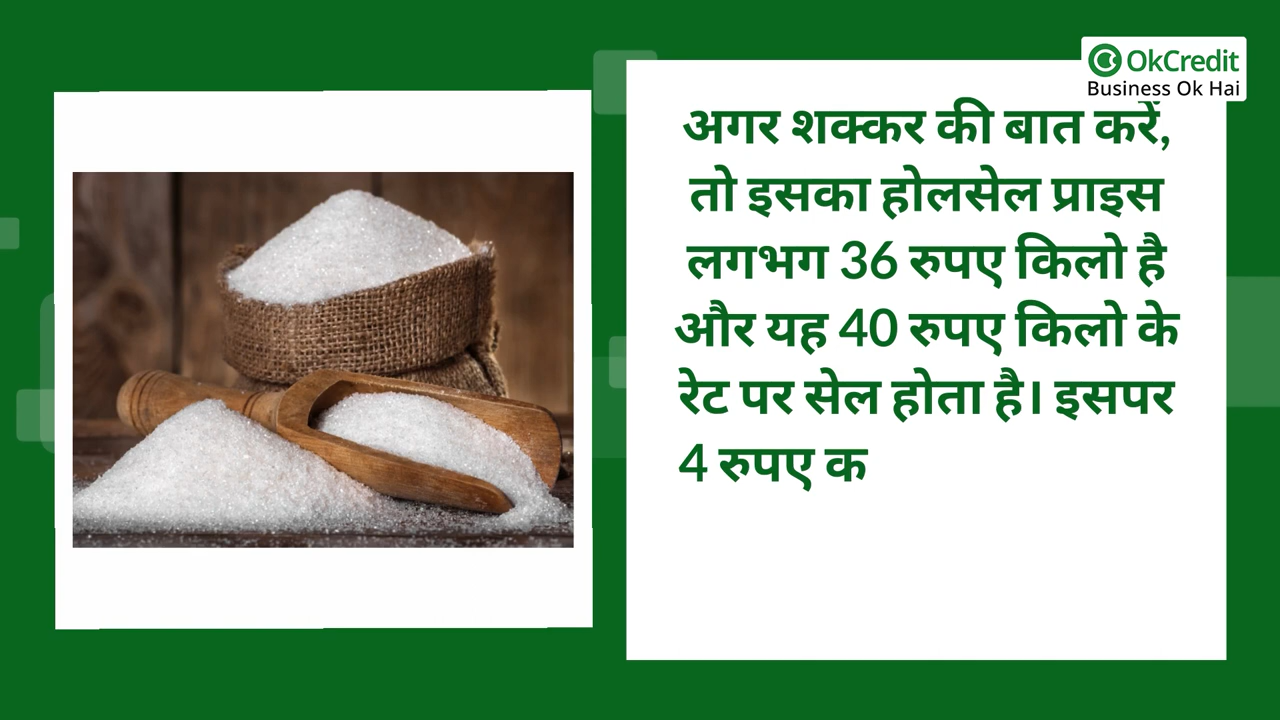 OkCredit
Business Ok Hai
अगर शक्कर की बात करें,
तो इसका होलसेल प्राइस
लगभग 36 रुपए किलो है
और यह 40 रुपए किलो के
रेट पर सेल होता है। इसपर
4 रुपए क